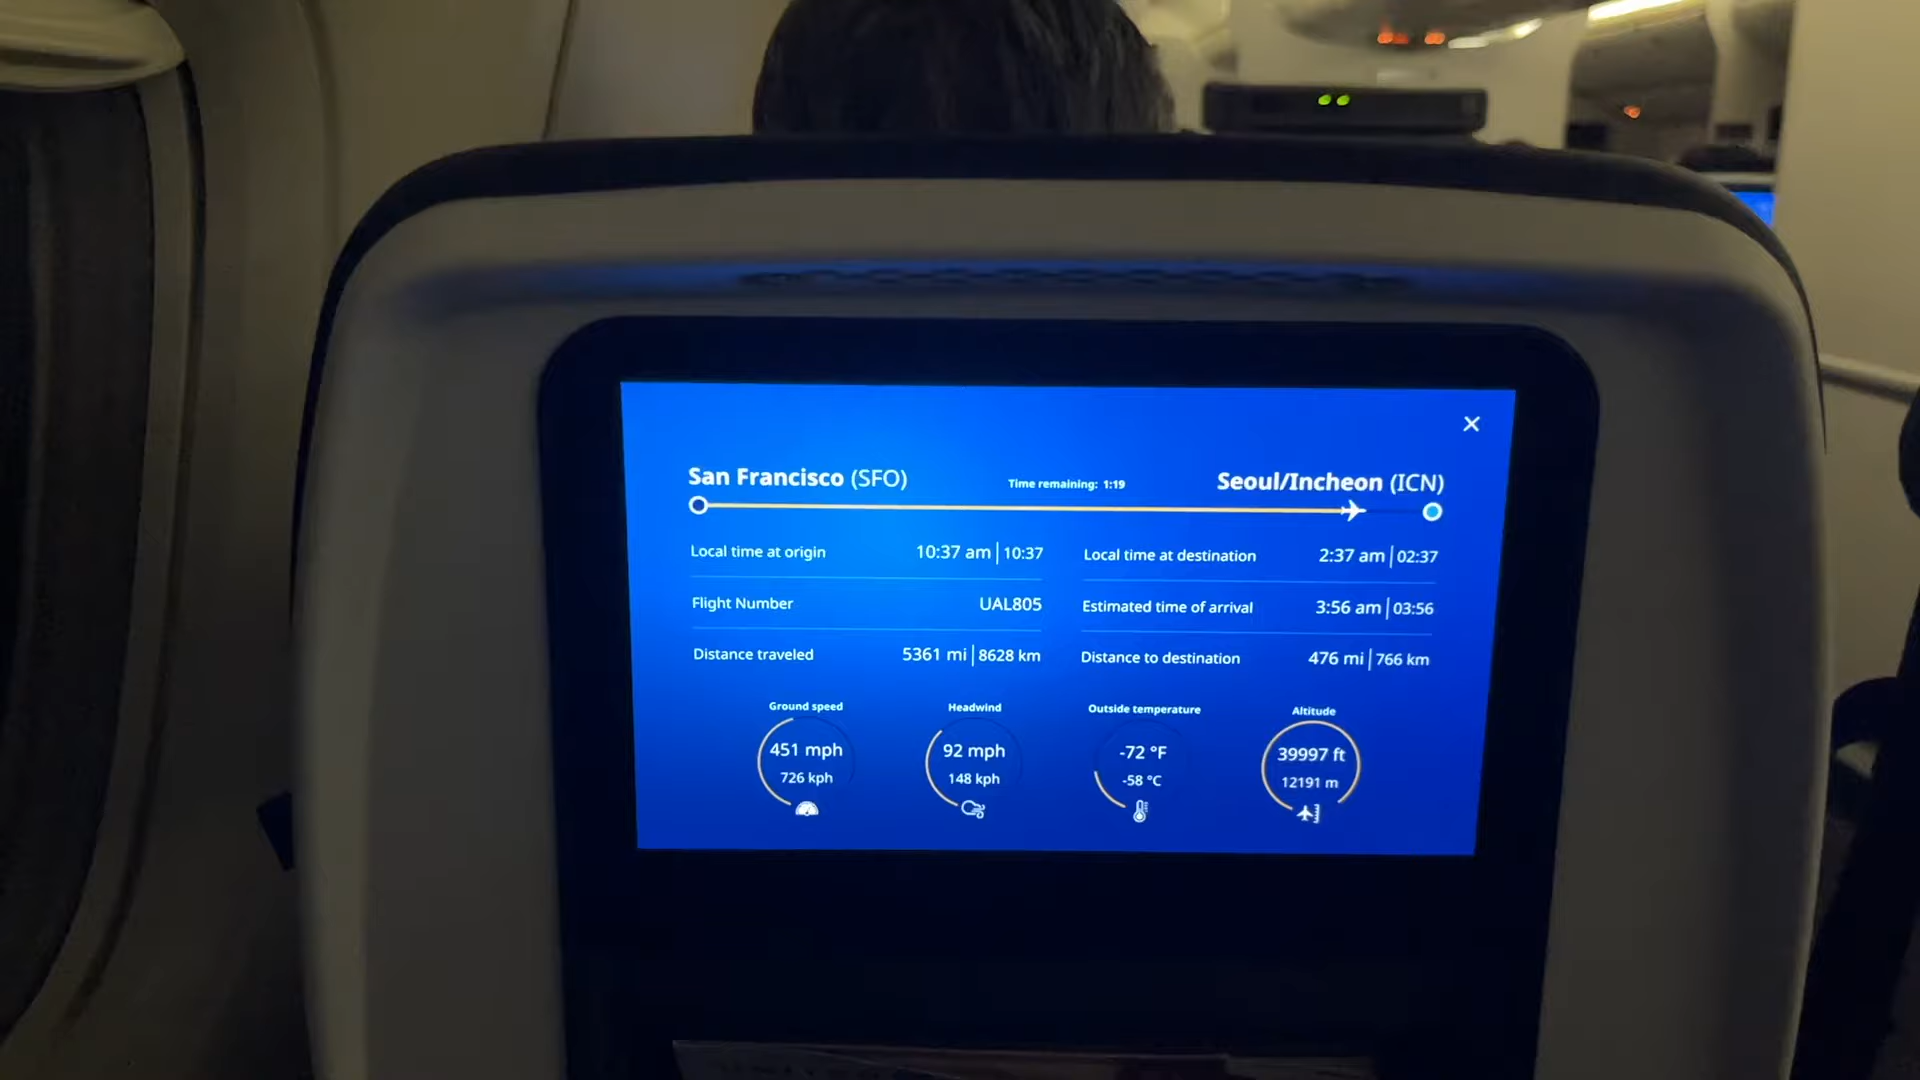 San Francisco (SFO)
Time remaining: 1:19
Seoul/Incheon (ICN)
Local time at origin 10:37 am|10:37
Local time at destination 2:37 am|02:37
Flight Number UAL805
Estimated time of arrival 3:56 am|03:56
Distance traveled 5361 mi|8628 km
Distance to destination 476 mi|766 km
Ground speed
Headwind
Outside temperature
Altitude
451 mph
92 mph
-72 °F
39997 ft
726 kph
148 kph
-58 °C
12191 m